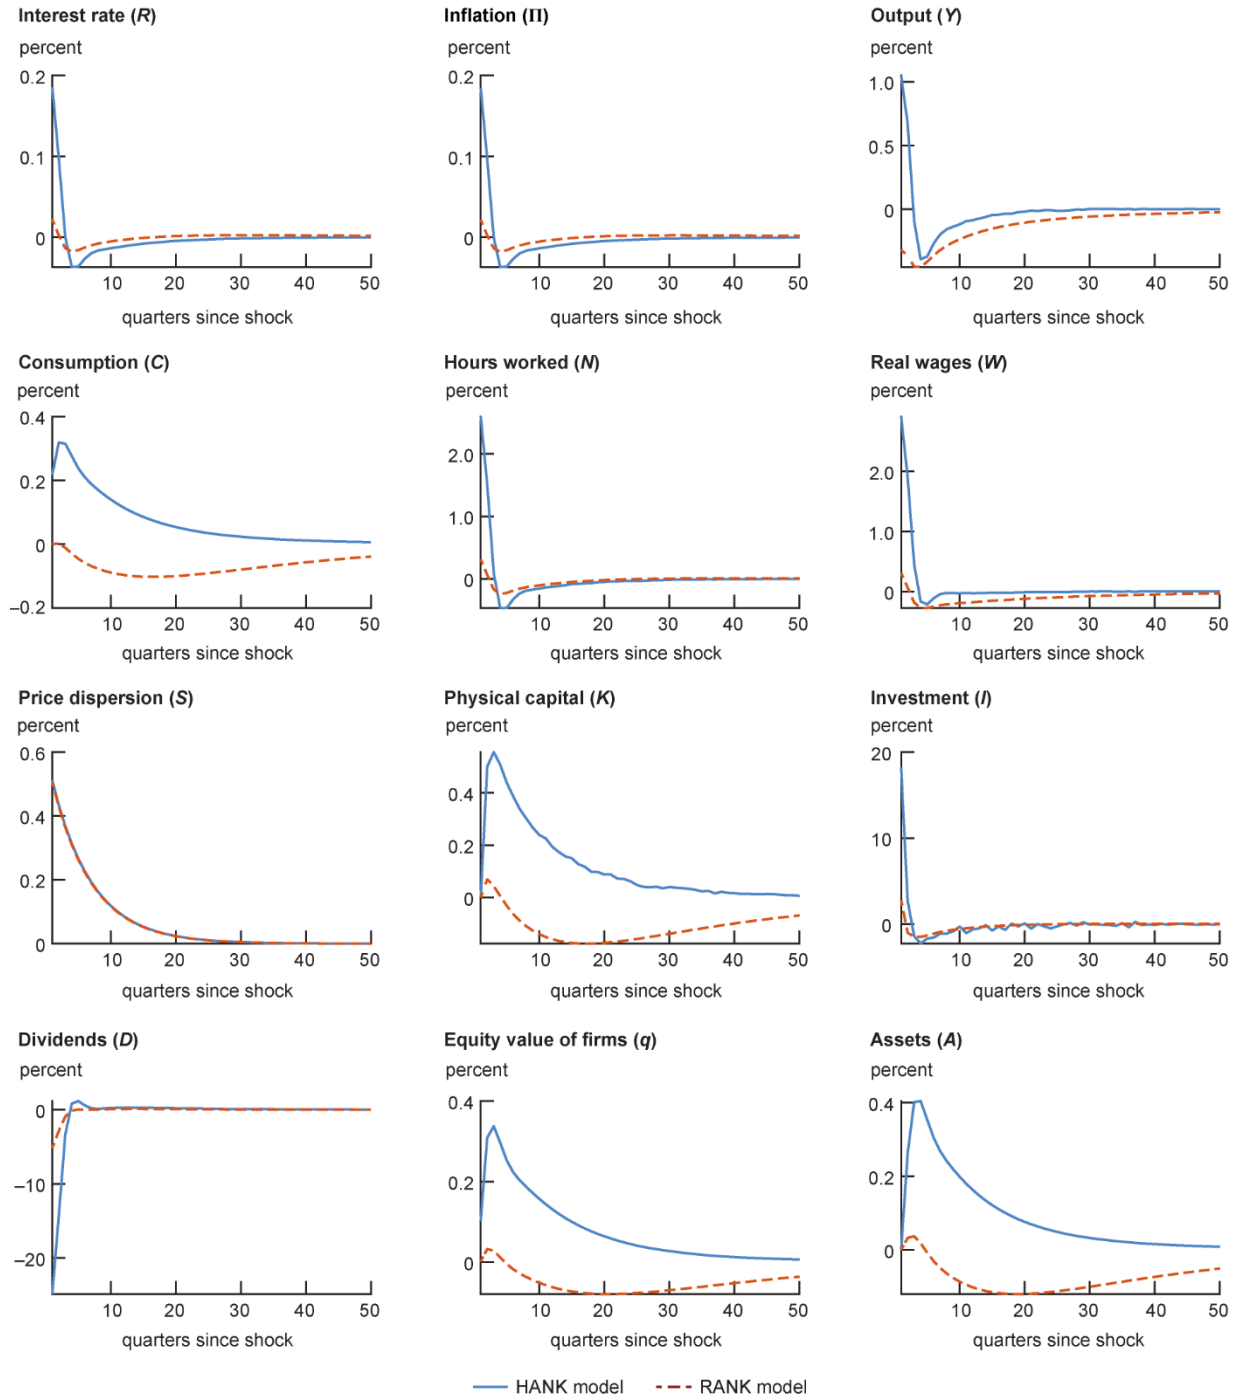 Interest rate (R)
percent
0.2
0.1
0
10 20 30 40 50
quarters since shock
Inflation (Π)
percent
0.2
0.1
0
10 20 30 40 50
quarters since shock
Output (Y)
percent
1.0
0.5
0
10 20 30 40 50
quarters since shock
Consumption (C)
percent
0.4
0.2
0
–0.2
10 20 30 40 50
quarters since shock
Hours worked (N)
percent
2.0
1.0
0
10 20 30 40 50
quarters since shock
Real wages (W)
percent
2.0
1.0
0
10 20 30 40 50
quarters since shock
Price dispersion (S)
percent
0.6
0.4
0.2
0
10 20 30 40 50
quarters since shock
Physical capital (K)
percent
0.4
0.2
0
10 20 30 40 50
quarters since shock
Investment (I)
percent
20
10
0
10 20 30 40 50
quarters since shock
Dividends (D)
percent
0
–10
–20
10 20 30 40 50
quarters since shock
Equity value of firms (q)
percent
0.4
0.2
0
10 20 30 40 50
quarters since shock
Assets (A)
percent
0.4
0.2
0
10 20 30 40 50
quarters since shock
HANK model RANK model